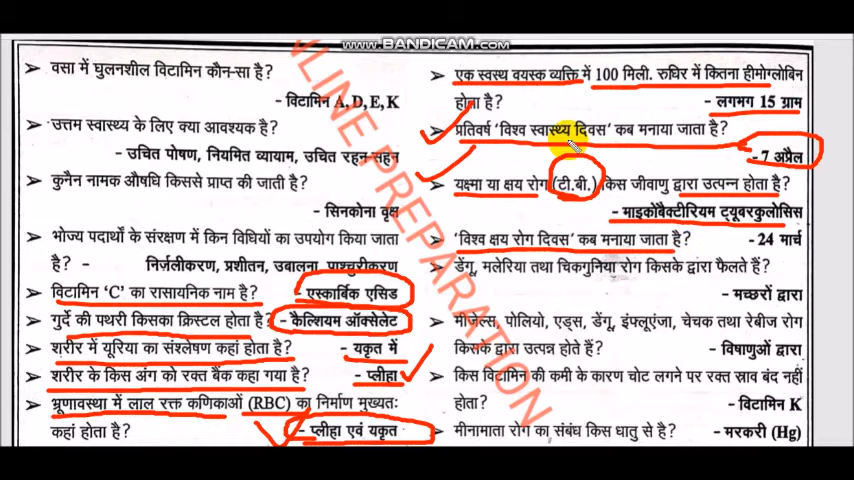 www.BANDICAM.com
➢ वसा में घुलनशील विटामिन कौन-सा है?
- विटामिन A, D, E, K
➢ उत्तम स्वास्थ्य के लिए क्या आवश्यक है?
- उचित पोषण, नियमित व्यायाम, उचित रहन-सहन
➢ कुनैन नामक औषधि किससे प्राप्त की जाती है?
- सिनकोना वृक्ष
➢ भोज्य पदार्थों के संरक्षण में किन विधियों का उपयोग किया जाता
है? - निर्जलीकरण, प्रशीतन, उबालना पाश्चुरीकरण
➢ विटामिन ‘C’ का रासायनिक नाम है? - एस्कार्बिक एसिड
➢ गुर्दे की पथरी किसका क्रिस्टल होता है? - कैल्शियम ऑक्सेलेट
➢ शरीर में यूरिया का संश्लेषण कहां होता है? - यकृत में
➢ शरीर के किस अंग को रक्त बैंक कहा गया है? - प्लीहा
➢ भ्रूणावस्था में लाल रक्त कणिकाओं (RBC) का निर्माण मुख्यतः
कहां होता है? - प्लीहा एवं यकृत
➢ एक स्वस्थ वयस्क व्यक्ति में 100 मिली. रुधिर में कितना हीमोग्लोबिन
होता है? - लगभग 15 ग्राम
➢ प्रतिवर्ष ‘विश्व स्वास्थ्य दिवस’ कब मनाया जाता है?
- 7 अप्रैल
➢ यक्ष्मा या क्षय रोग (टी.बी.) किस जीवाणु द्वारा उत्पन्न होता है?
- माइकोबैक्टीरियम ट्यूबरकुलोसिस
➢ ‘विश्व क्षय रोग दिवस’ कब मनाया जाता है? - 24 मार्च
➢ डेंगू, मलेरिया तथा चिकगुनिया रोग किसके द्वारा फैलते हैं?
- मच्छरों द्वारा
➢ मीजेल्स, पोलियो, एड्स, डेंगू, इंफ्लूएंजा, चेचक तथा रेबीज रोग
किसके द्वारा उत्पन्न होते हैं? - विषाणुओं द्वारा
➢ किस विटामिन की कमी के कारण चोट लगने पर रक्त स्राव बंद नहीं
होता? - विटामिन K
➢ मीनामाता रोग का संबंध किस धातु से है? - मरकरी (Hg)
NLINE PREPARATION